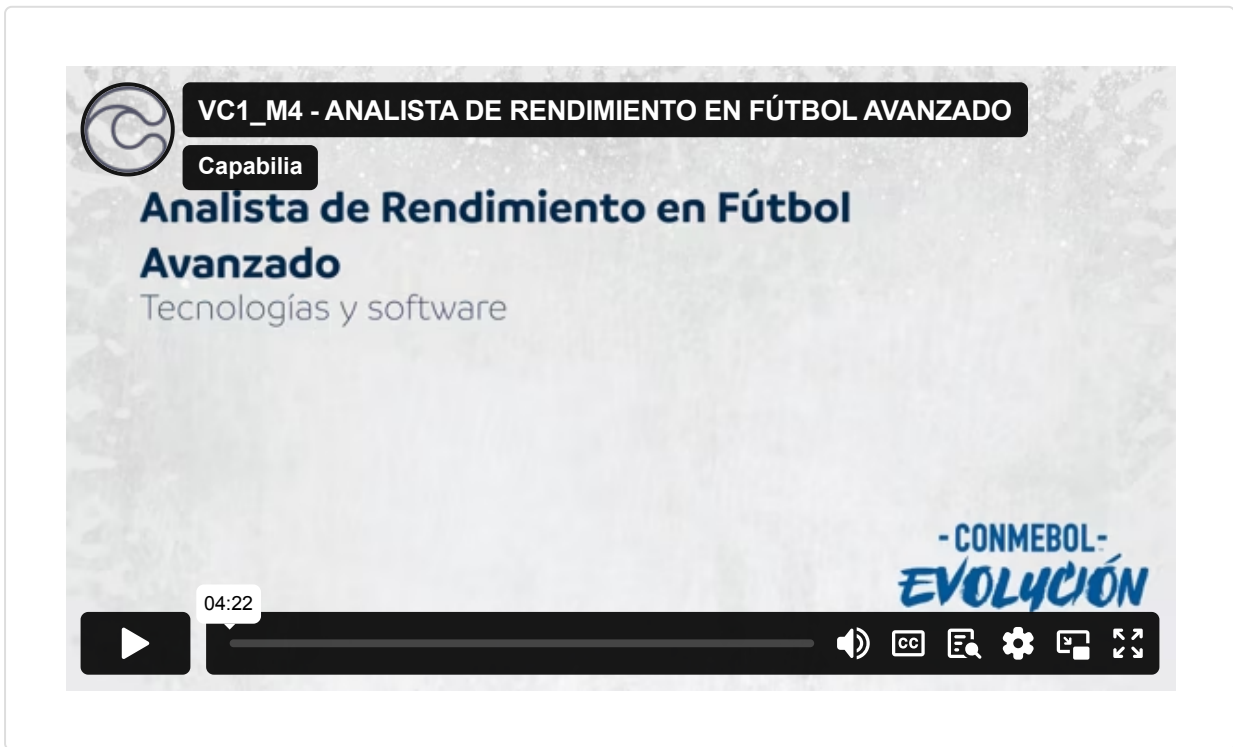 VC1_M4 - ANALISTA DE RENDIMIENTO EN FÚTBOL AVANZADO
Capabilia
Analista de Rendimiento en Fútbol
Avanzado
Tecnologías y software
- CONMEBOL-
EVOLUCIÓN
04:22
CC